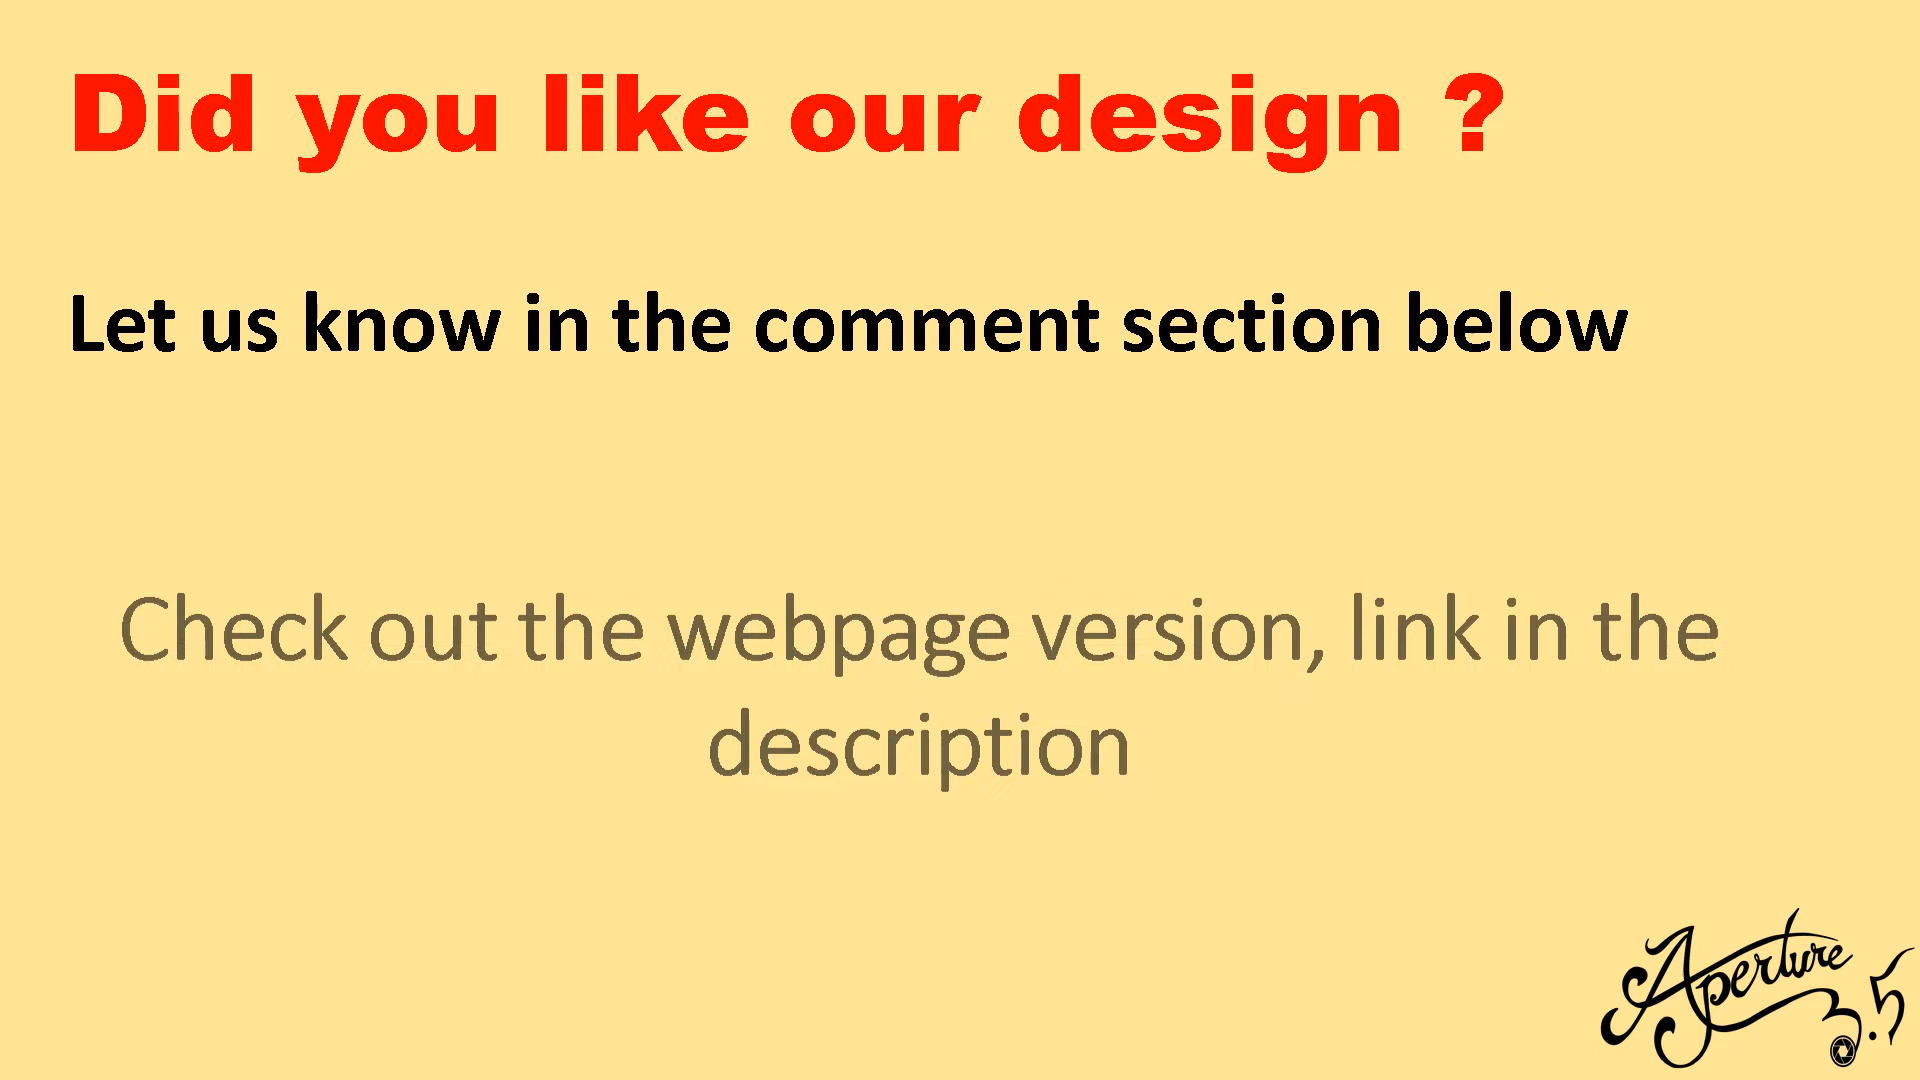 Did you like our design ?
Let us know in the comment section below
Check out the webpage version, link in the
description
Aperture
3.5